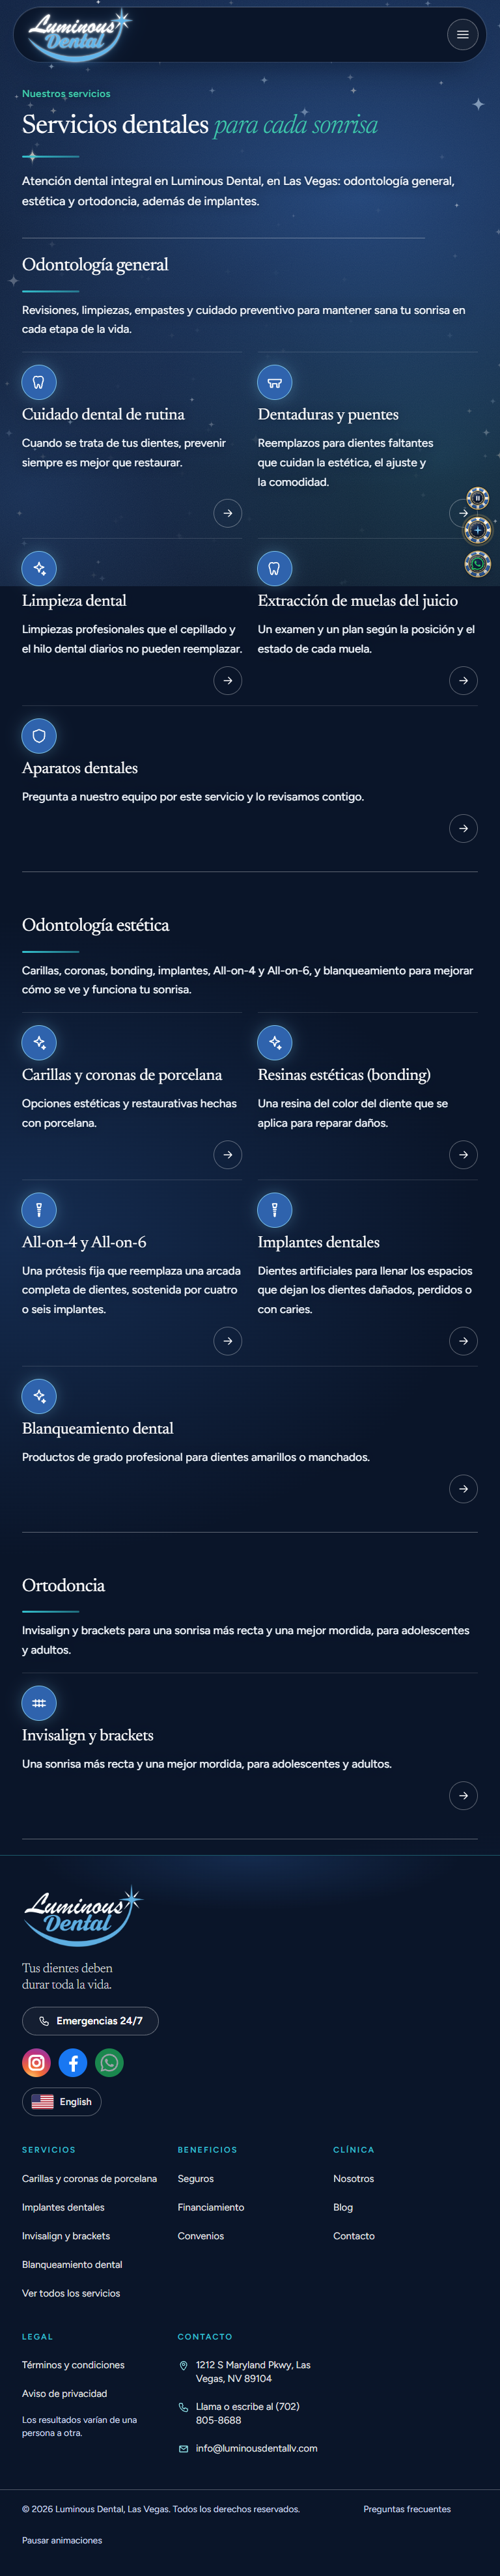 Luminous
Dental
Nuestros servicios
Servicios dentales para cada sonrisa
Atención dental integral en Luminous Dental, en Las Vegas: odontología general,
estética y ortodoncia, además de implantes.
Odontología general
Revisiones, limpiezas, empastes y cuidado preventivo para mantener sana tu sonrisa en
cada etapa de la vida.
Cuidado dental de rutina
Cuando se trata de tus dientes, prevenir
siempre es mejor que restaurar.
Dentaduras y puentes
Reemplazos para dientes faltantes
que cuidan la estética, el ajuste y
la comodidad.
Limpieza dental
Limpiezas profesionales que el cepillado y
el hilo dental diarios no pueden reemplazar.
Extracción de muelas del juicio
Un examen y un plan según la posición y el
estado de cada muela.
Aparatos dentales
Pregunta a nuestro equipo por este servicio y lo revisamos contigo.
Odontología estética
Carillas, coronas, bonding, implantes, All-on-4 y All-on-6, y blanqueamiento para mejorar
cómo se ve y funciona tu sonrisa.
Carillas y coronas de porcelana
Opciones estéticas y restaurativas hechas
con porcelana.
Resinas estéticas (bonding)
Una resina del color del diente que se
aplica para reparar daños.
All-on-4 y All-on-6
Una prótesis fija que reemplaza una arcada
completa de dientes, sostenida por cuatro
o seis implantes.
Implantes dentales
Dientes artificiales para llenar los espacios
que dejan los dientes dañados, perdidos o
con caries.
Blanqueamiento dental
Productos de grado profesional para dientes amarillos o manchados.
Ortodoncia
Invisalign y brackets para una sonrisa más recta y una mejor mordida, para adolescentes
y adultos.
Invisalign y brackets
Una sonrisa más recta y una mejor mordida, para adolescentes y adultos.
Luminous
Dental
Tus dientes deben
durar toda la vida.
Emergencias 24/7
English
SERVICIOS
Carillas y coronas de porcelana
Implantes dentales
Invisalign y brackets
Blanqueamiento dental
Ver todos los servicios
BENEFICIOS
Seguros
Financiamiento
Convenios
CLÍNICA
Nosotros
Blog
Contacto
LEGAL
Términos y condiciones
Aviso de privacidad
Los resultados varían de una
persona a otra.
CONTACTO
1212 S Maryland Pkwy, Las
Vegas, NV 89104
Llama o escribe al (702)
805-8688
info@luminousdentallv.com
© 2026 Luminous Dental, Las Vegas. Todos los derechos reservados.
Preguntas frecuentes
Pausar animaciones